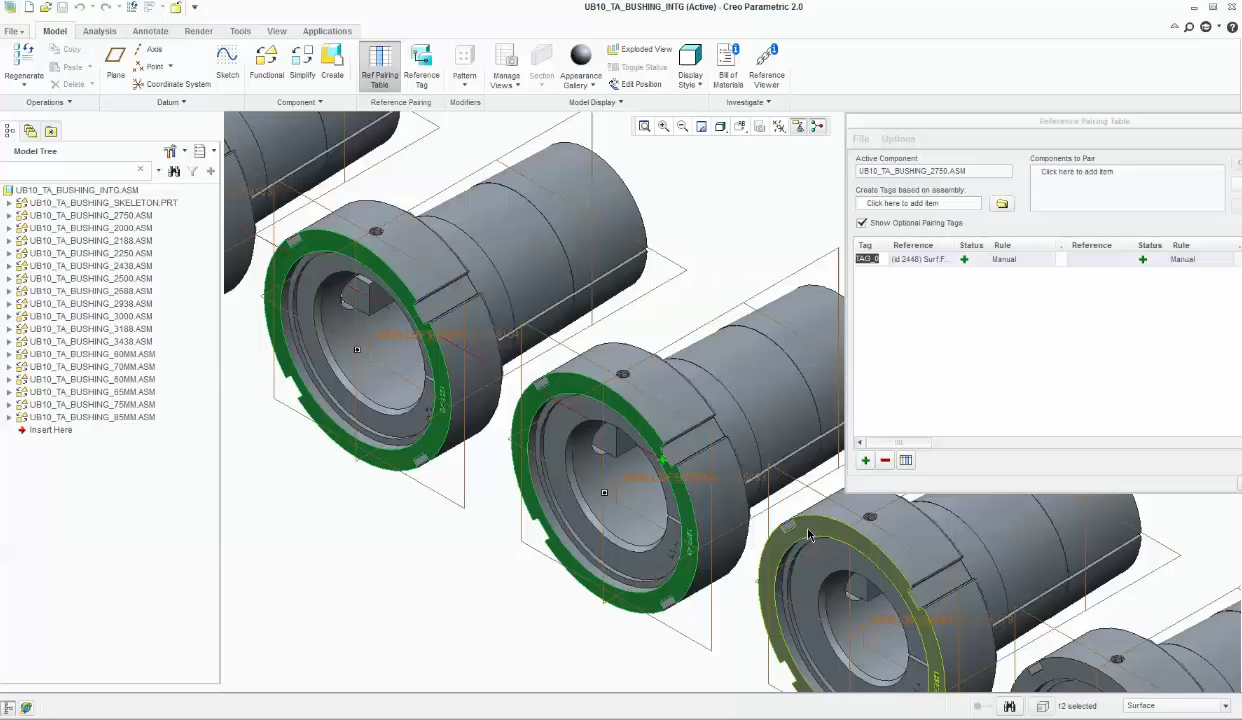 UB10_TA_BUSHING_INTG (Active) - Creo Parametric 2.0
File
Model
Analysis
Annotate
Render
Tools
View
Applications
Regenerate
Copy
Paste
Delete
Operations
Plane
Axis
Point
Coordinate System
Sketch
Datum
Functional
Simplify
Create
Component
Ref Pairing
Table
Reference
Tag
Reference Pairing
Pattern
Modifiers
Manage
Views
Section
Appearance
Gallery
Exploded View
Toggle Status
Edit Position
Display
Style
Model Display
Bill of
Materials
Reference
Viewer
Investigate
Model Tree
UB10_TA_BUSHING_INTG.ASM
UB10_TA_BUSHING_SKELETON.PRT
UB10_TA_BUSHING_2750.ASM
UB10_TA_BUSHING_2000.ASM
UB10_TA_BUSHING_2188.ASM
UB10_TA_BUSHING_2250.ASM
UB10_TA_BUSHING_2438.ASM
UB10_TA_BUSHING_2500.ASM
UB10_TA_BUSHING_2688.ASM
UB10_TA_BUSHING_2938.ASM
UB10_TA_BUSHING_3000.ASM
UB10_TA_BUSHING_3188.ASM
UB10_TA_BUSHING_3438.ASM
UB10_TA_BUSHING_80MM.ASM
UB10_TA_BUSHING_70MM.ASM
UB10_TA_BUSHING_60MM.ASM
UB10_TA_BUSHING_65MM.ASM
UB10_TA_BUSHING_75MM.ASM
UB10_TA_BUSHING_85MM.ASM
Insert Here
Reference Pairing Table
File Options
Active Component
UB10_TA_BUSHING_2750.ASM
Create Tags based on assembly:
Click here to add item
Components to Pair
Click here to add item
Show Optional Pairing Tags
Tag Reference Status Rule . Reference Status Rule
TAG_0 (id 2448) Surf:F... Manual Manual
12 selected
Surface